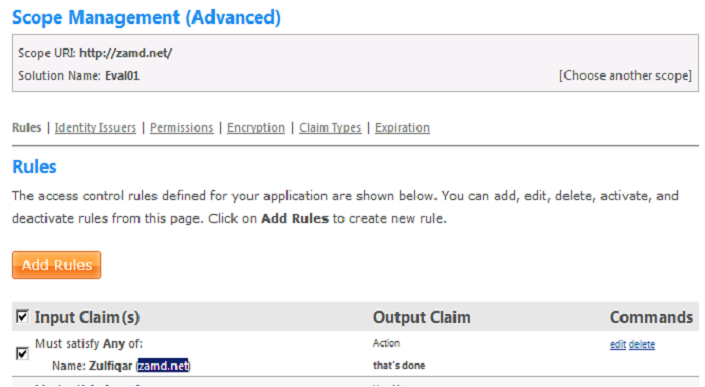 Scope Management (Advanced)
Scope URI: http://zamd.net/
Solution Name: Eval01 [Choose another scope]
Rules | Identity Issuers | Permissions | Encryption | Claim Types | Expiration
Rules
The access control rules defined for your application are shown below. You can add, edit, delete, activate, and
deactivate rules from this page. Click on Add Rules to create new rule.
Add Rules
Input Claim(s) Output Claim Commands
Must satisfy Any of: Action edit delete
Name: Zulfiqar (zamd.net) that's done